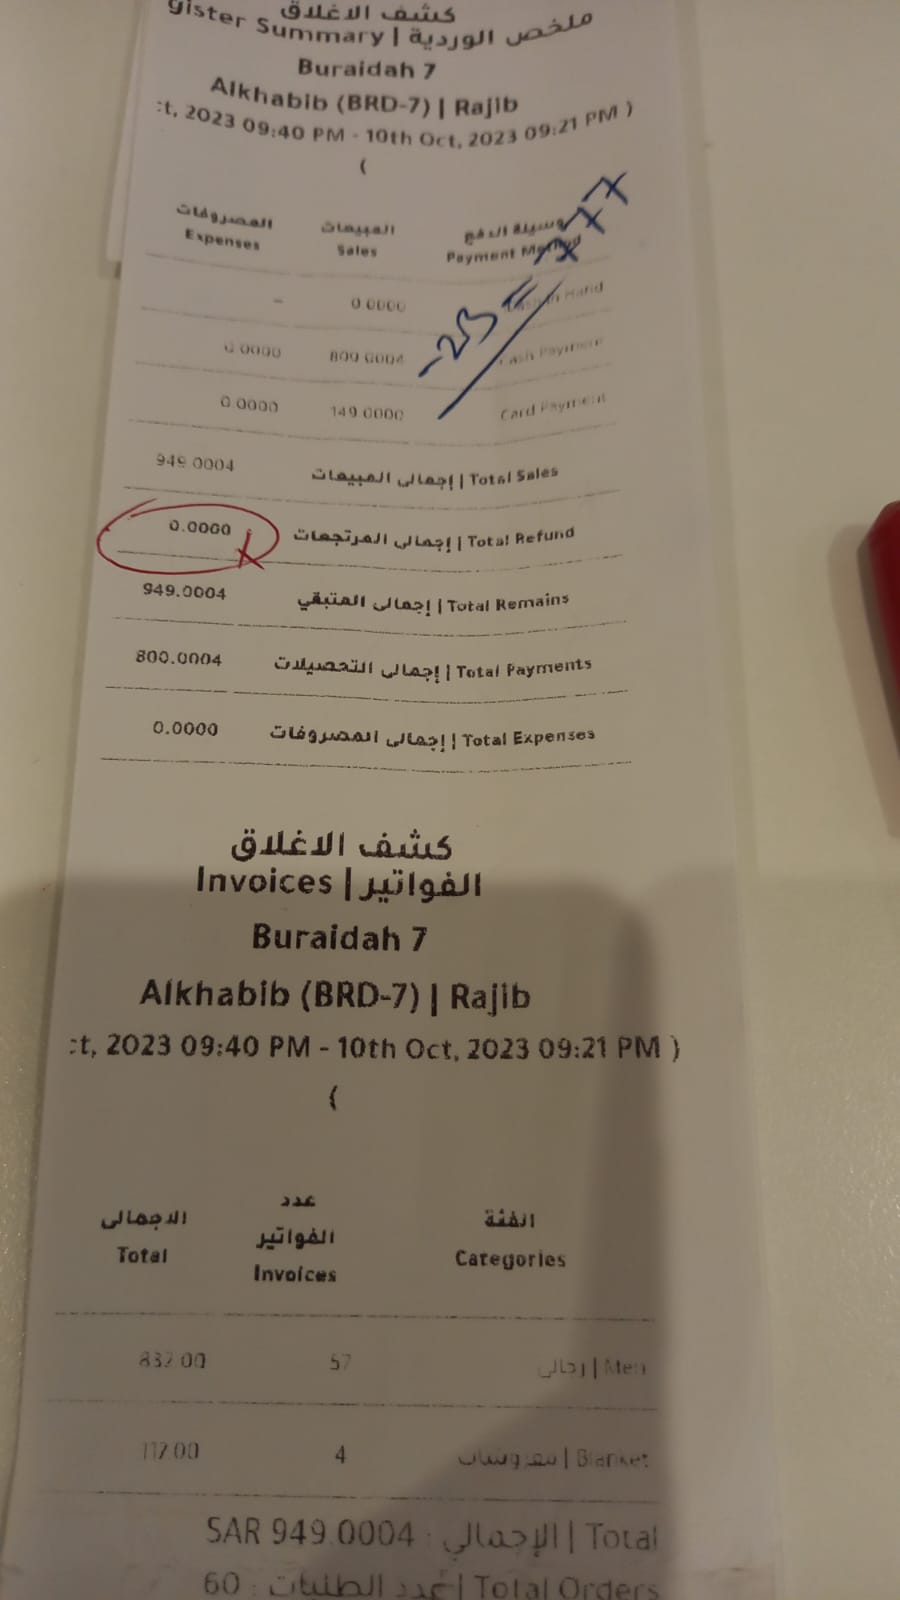 كشف الاغلاق
gister Summary | ملخص الوردية
Buraidah 7
Alkhabib (BRD-7) | Rajib
:t, 2023 09:40 PM - 10th Oct, 2023 09:21 PM )
(
المصروفات المبيعات وسيلة الدفع
Expenses Sales Payment Method
- 0.0000 Hand
0.0000 800.0004 Cash Payment
0.0000 149.0000 Card Payment
-25
949.0004 إجمالي المبيعات | Total Sales
0.0000 إجمالي المرتجعات | Total Refund
949.0004 إجمالي المتبقي | Total Remains
800.0004 إجمالي التحصيلات | Total Payments
0.0000 إجمالي المصروفات | Total Expenses
كشف الاغلاق
Invoices | الفواتير
Buraidah 7
Alkhabib (BRD-7) | Rajib
:t, 2023 09:40 PM - 10th Oct, 2023 09:21 PM )
(
الاجمالي عدد الفواتير الفئة
Total Invoices Categories
832.00 57 رجالي | Men
117.00 4 مفروشات | Blanket
SAR 949.0004 : الإجمالي | Total
60 : عدد الطلبات | Total Orders